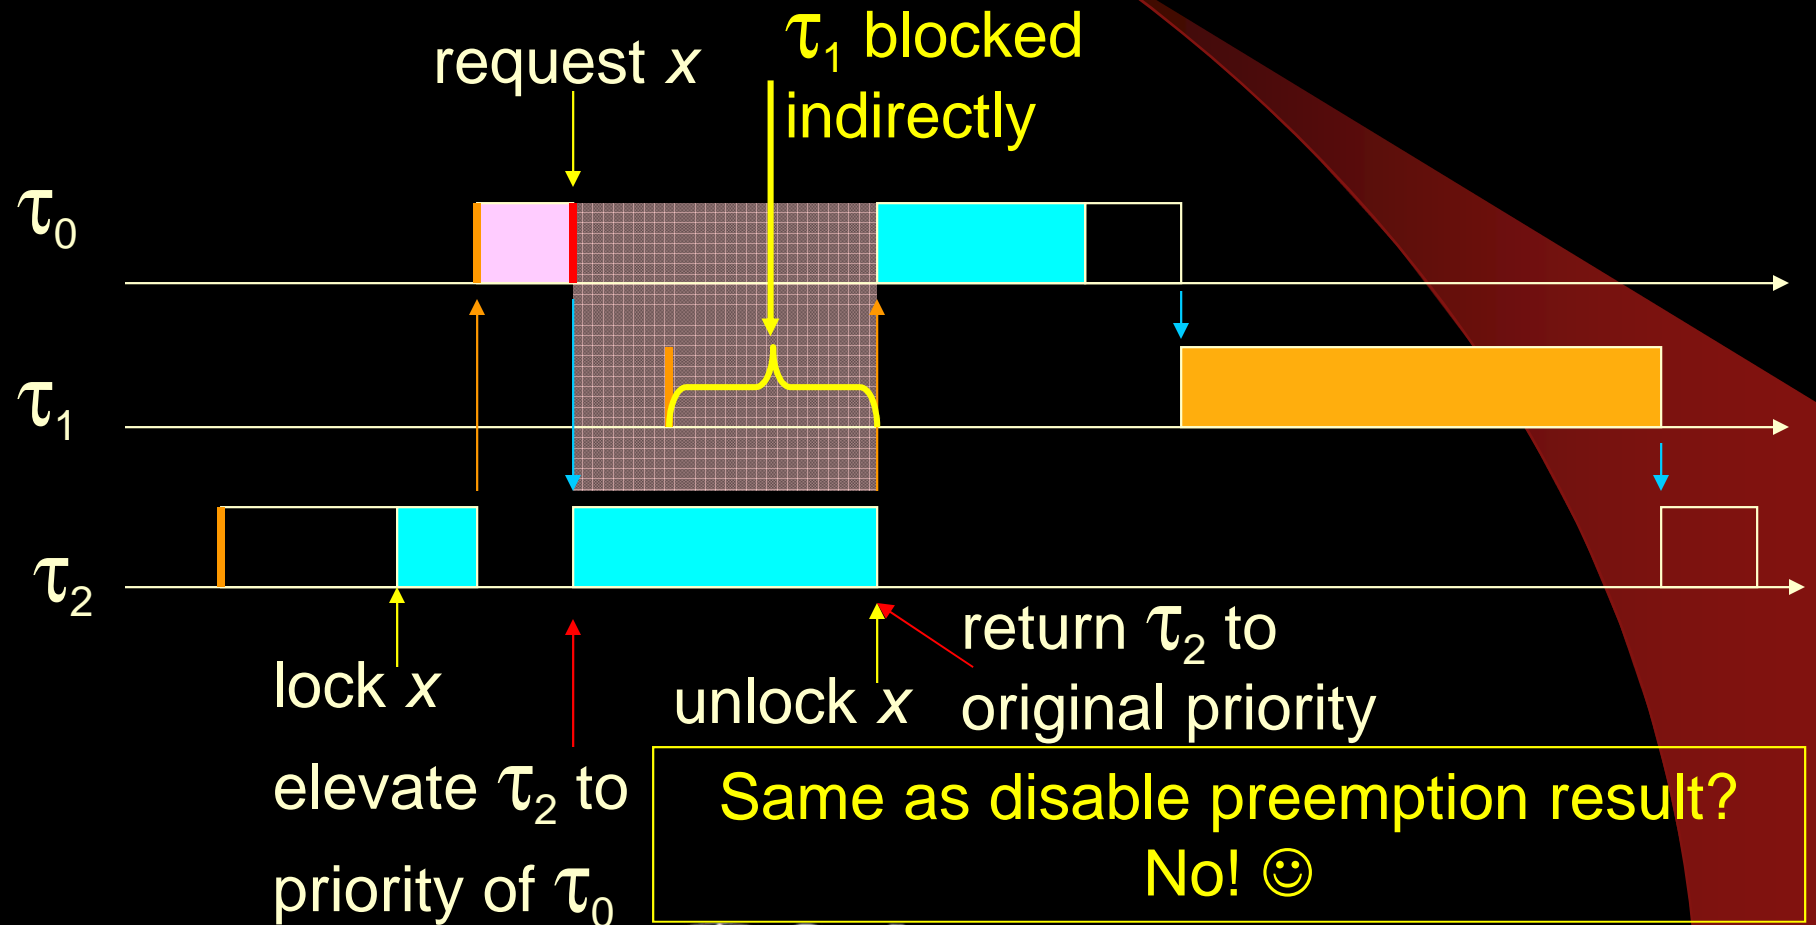 request x
τ₁ blocked
indirectly
τ₀
τ₁
τ₂
lock x
unlock x
return τ₂ to
original priority
elevate τ₂ to
priority of τ₀
Same as disable preemption result?
No! ☺